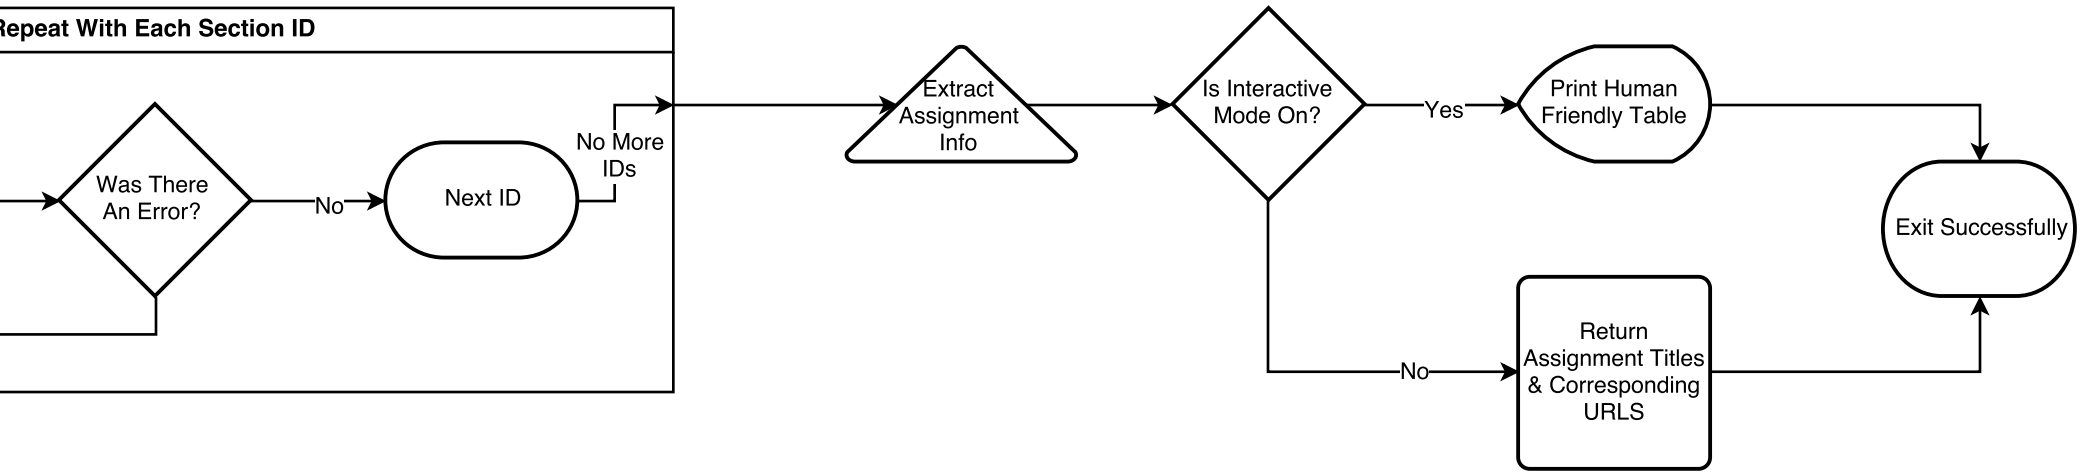 Repeat With Each Section ID
Was There
An Error?
No
Next ID
No More
IDs
Extract
Assignment
Info
Is Interactive
Mode On?
Yes
Print Human
Friendly Table
Exit Successfully
No
Return
Assignment Titles
& Corresponding
URLS